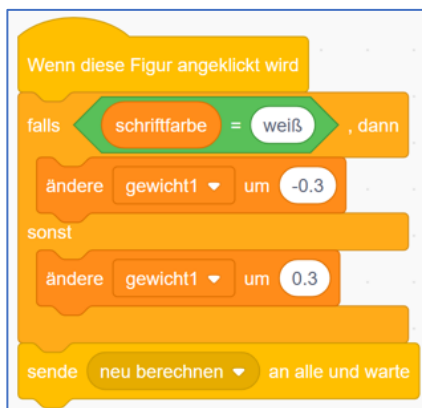 Wenn diese Figur angeklickt wird
falls schriftfarbe = weiß , dann
ändere gewicht1 um -0.3
sonst
ändere gewicht1 um 0.3
sende neu berechnen an alle und warte